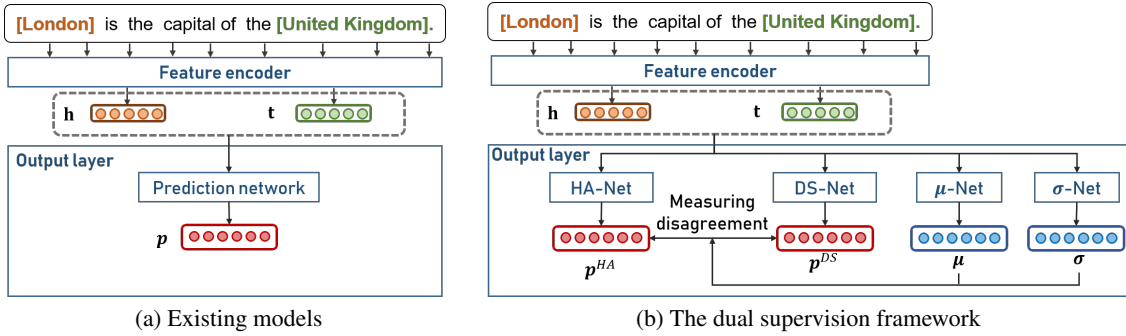 [London] is the capital of the [United Kingdom].
Feature encoder
h
t
Output layer
Prediction network
p
(a) Existing models
[London] is the capital of the [United Kingdom].
Feature encoder
h
t
Output layer
HA-Net
DS-Net
μ-Net
σ-Net
Measuring
disagreement
p^{HA}
p^{DS}
μ
σ
(b) The dual supervision framework